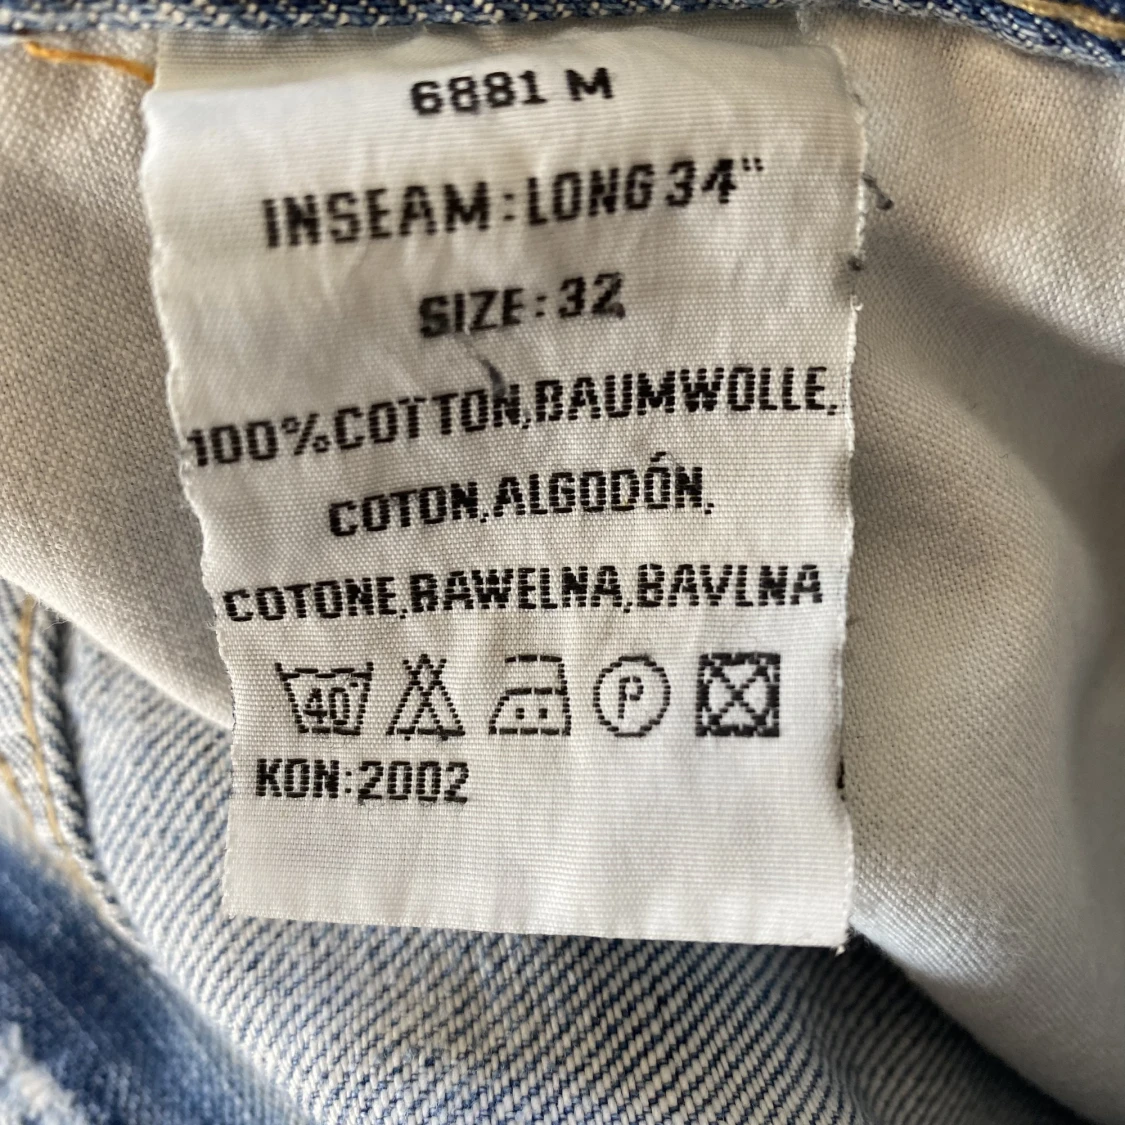 6881 M
INSEAM:LONG 34"
SIZE:32
100%COTTON,BAUMWOLLE,
COTON,ALGODÓN,
COTONE,BAWELNA,BAVLNA
40° P
KON:2002